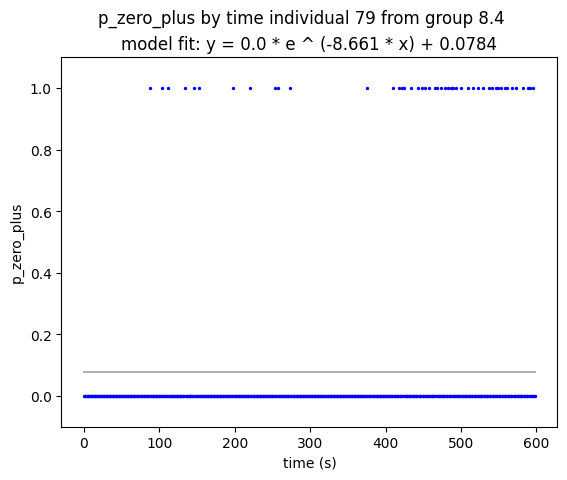 p_zero_plus by time individual 79 from group 8.4
model fit: y = 0.0 * e ^ (-8.661 * x) + 0.0784
1.0
0.8
0.6
0.4
0.2
0.0
p_zero_plus
0 100 200 300 400 500 600
time (s)